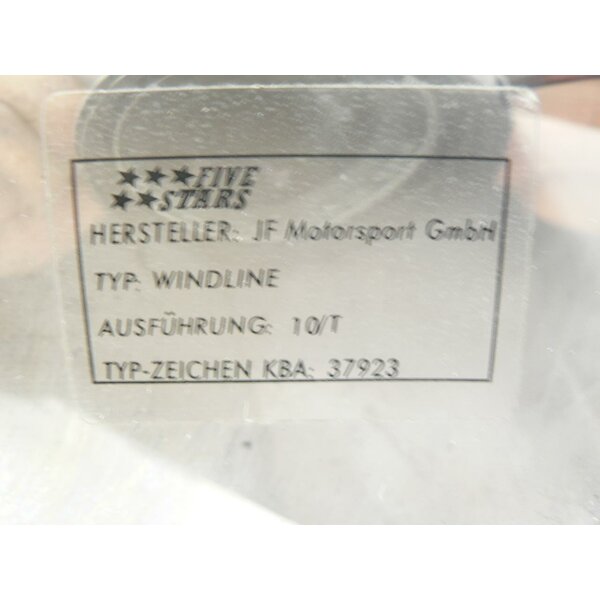 ★★★FIVE
★★STARS
HERSTELLER: JF Motorsport GmbH
TYP: WINDLINE
AUSFÜHRUNG: 10/T
TYP-ZEICHEN KBA: 37923